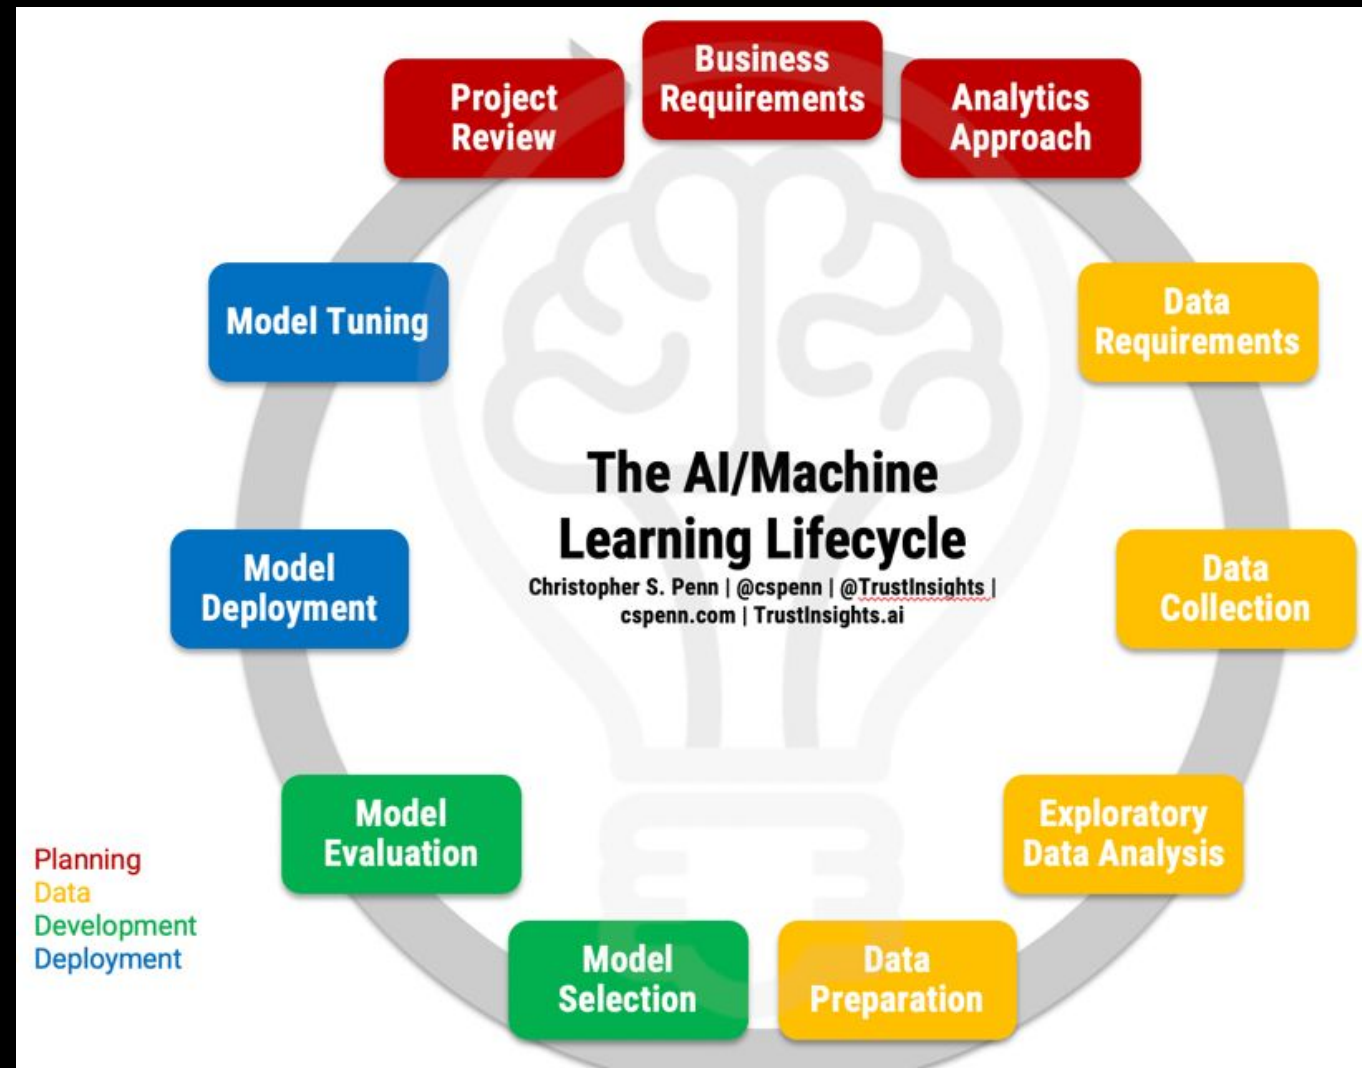 Business
Requirements
Analytics
Approach
Data
Requirements
Data
Collection
Exploratory
Data Analysis
Data
Preparation
Model
Selection
Model
Evaluation
Model
Deployment
Model Tuning
Project
Review
The AI/Machine
Learning Lifecycle
Christopher S. Penn | @cspenn | @TrustInsights |
cspenn.com | TrustInsights.ai
Planning
Data
Development
Deployment